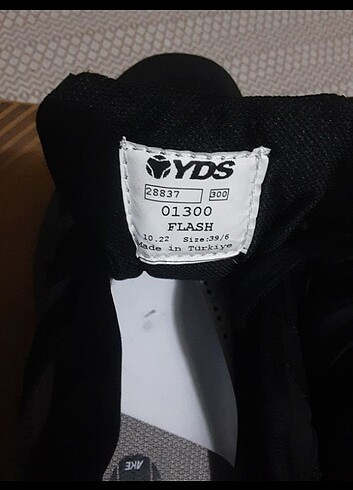 YDS
28837 300
01300
FLASH
10.22 Size:39/6
Made in Türkiye